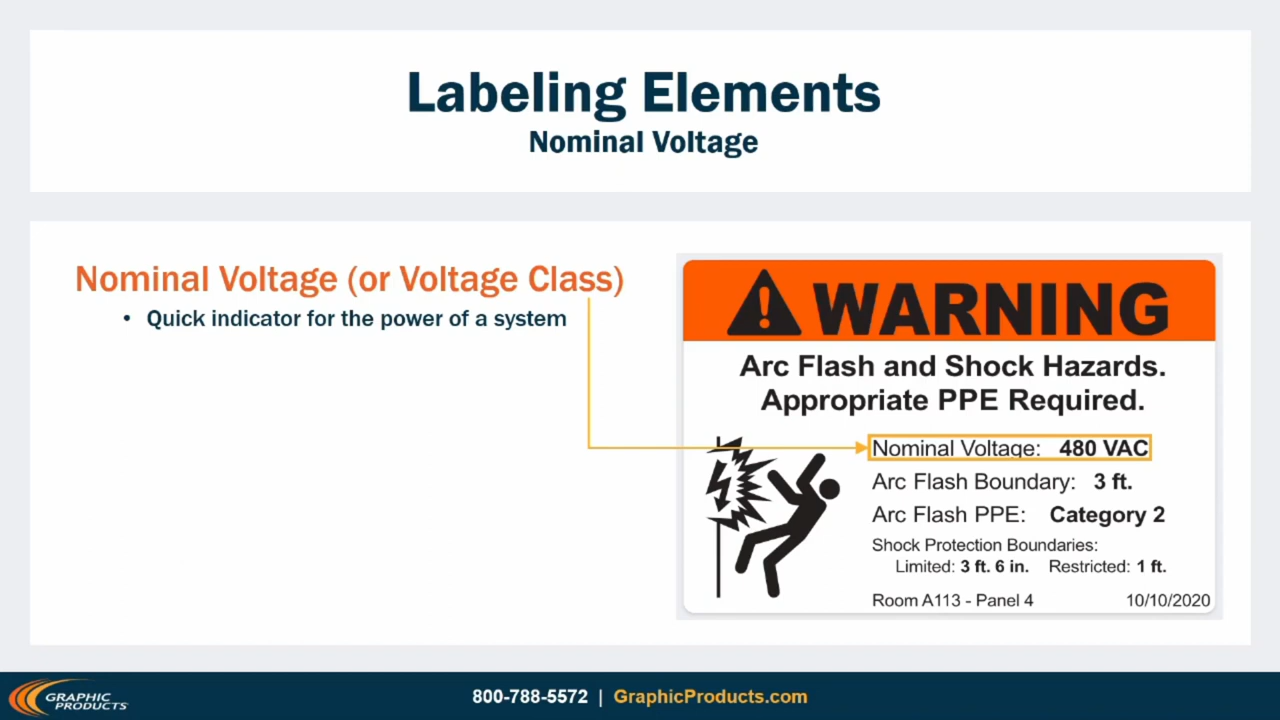 Labeling Elements
Nominal Voltage
Nominal Voltage (or Voltage Class)
• Quick indicator for the power of a system
WARNING
Arc Flash and Shock Hazards.
Appropriate PPE Required.
Nominal Voltage: 480 VAC
Arc Flash Boundary: 3 ft.
Arc Flash PPE: Category 2
Shock Protection Boundaries:
Limited: 3 ft. 6 in. Restricted: 1 ft.
Room A113 - Panel 4 10/10/2020
GRAPHIC
PRODUCTS
800-788-5572 | GraphicProducts.com